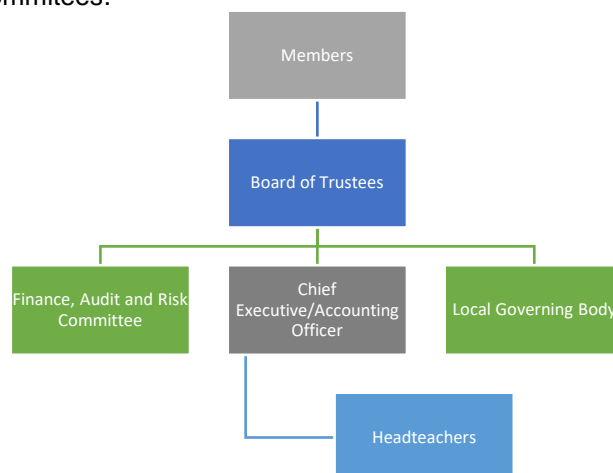 Members
Board of Trustees
Finance, Audit and Risk
Committee
Chief
Executive/Accounting
Officer
Local Governing Body
Headteachers